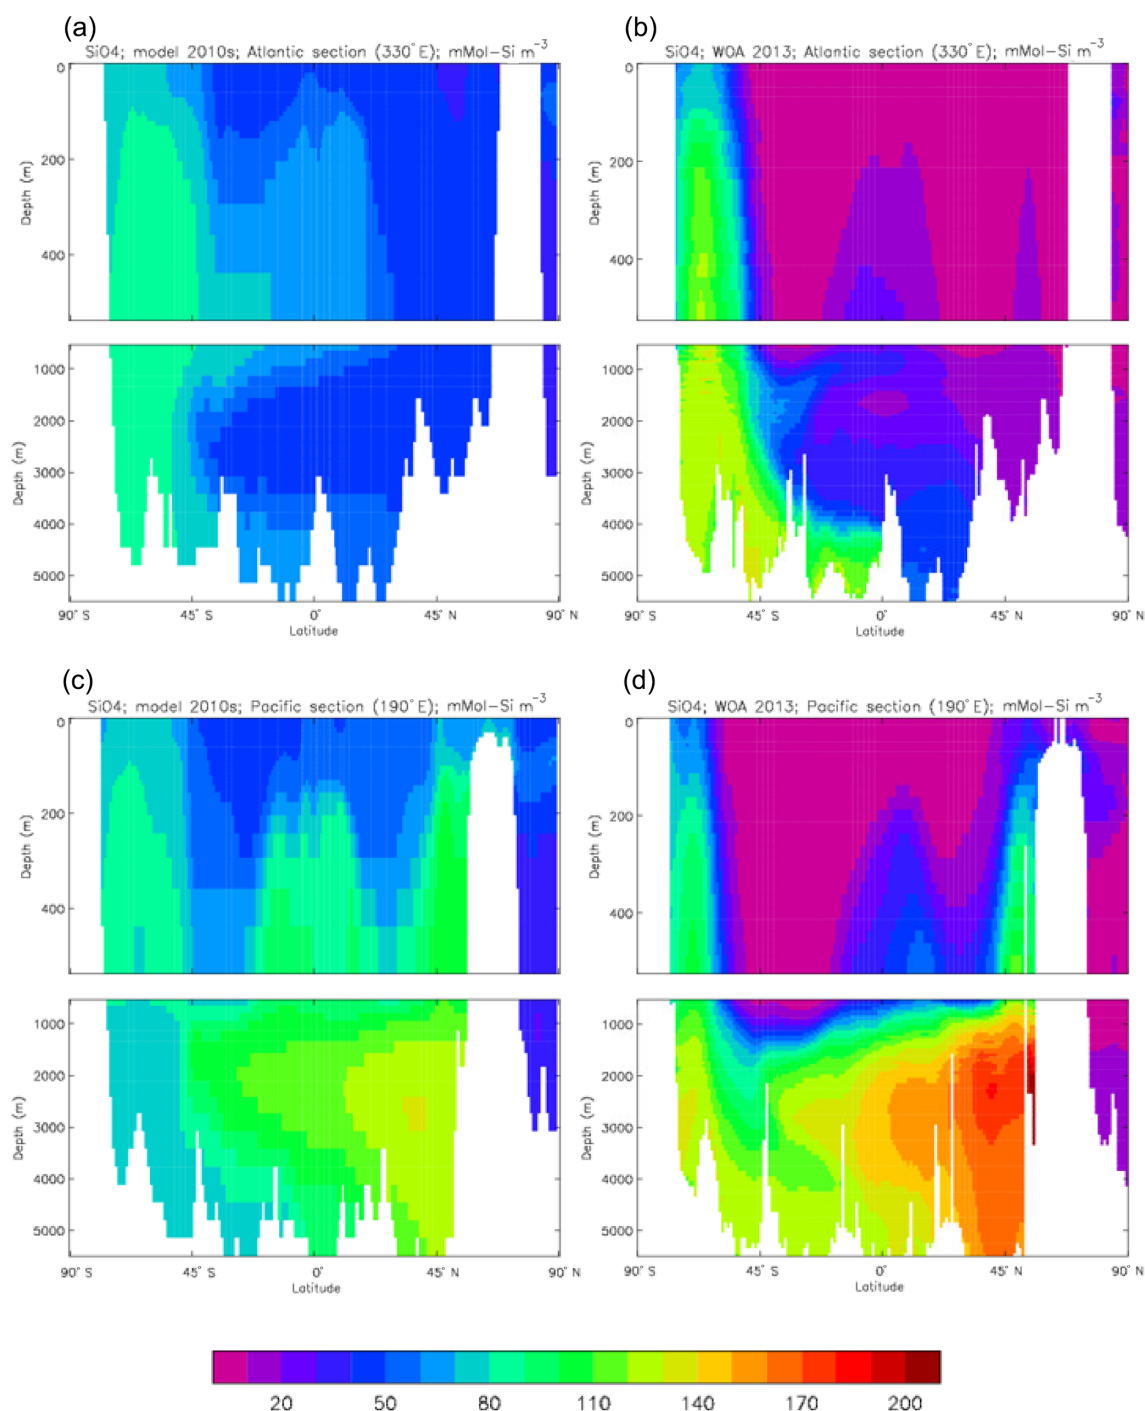 (a)
SiO4; model 2010s; Atlantic section (330°E); mMol-Si m⁻³
0
200
400
Depth (m)
1000
2000
3000
4000
5000
Depth (m)
90° S 45° S 0° 45° N 90° N
Latitude
(b)
SiO4; WOA 2013; Atlantic section (330°E); mMol-Si m⁻³
0
200
400
Depth (m)
1000
2000
3000
4000
5000
Depth (m)
90° S 45° S 0° 45° N 90° N
Latitude
(c)
SiO4; model 2010s; Pacific section (190°E); mMol-Si m⁻³
0
200
400
Depth (m)
1000
2000
3000
4000
5000
Depth (m)
90° S 45° S 0° 45° N 90° N
Latitude
(d)
SiO4; WOA 2013; Pacific section (190°E); mMol-Si m⁻³
0
200
400
Depth (m)
1000
2000
3000
4000
5000
Depth (m)
90° S 45° S 0° 45° N 90° N
Latitude
20 50 80 110 140 170 200